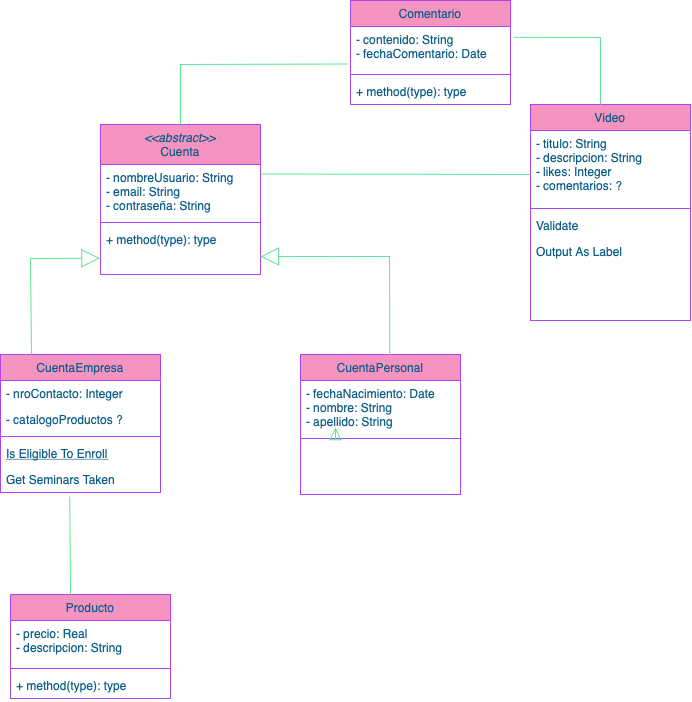 Comentario
- contenido: String
- fechaComentario: Date
+ method(type): type
Video
- titulo: String
- descripcion: String
- likes: Integer
- comentarios: ?
Validate
Output As Label
<<abstract>>
Cuenta
- nombreUsuario: String
- email: String
- contraseña: String
+ method(type): type
CuentaEmpresa
- nroContacto: Integer
- catalogoProductos ?
Is Eligible To Enroll
Get Seminars Taken
CuentaPersonal
- fechaNacimiento: Date
- nombre: String
- apellido: String
Producto
- precio: Real
- descripcion: String
+ method(type): type